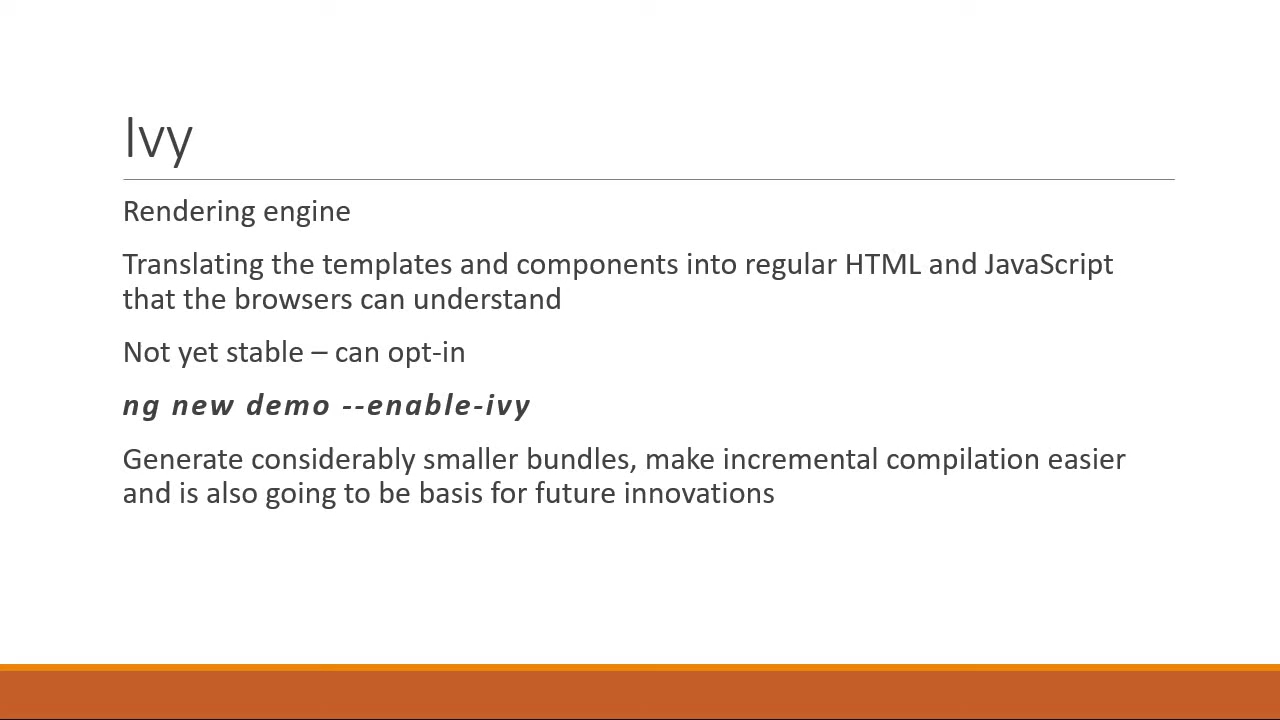 Ivy
Rendering engine
Translating the templates and components into regular HTML and JavaScript
that the browsers can understand
Not yet stable – can opt-in
ng new demo --enable-ivy
Generate considerably smaller bundles, make incremental compilation easier
and is also going to be basis for future innovations